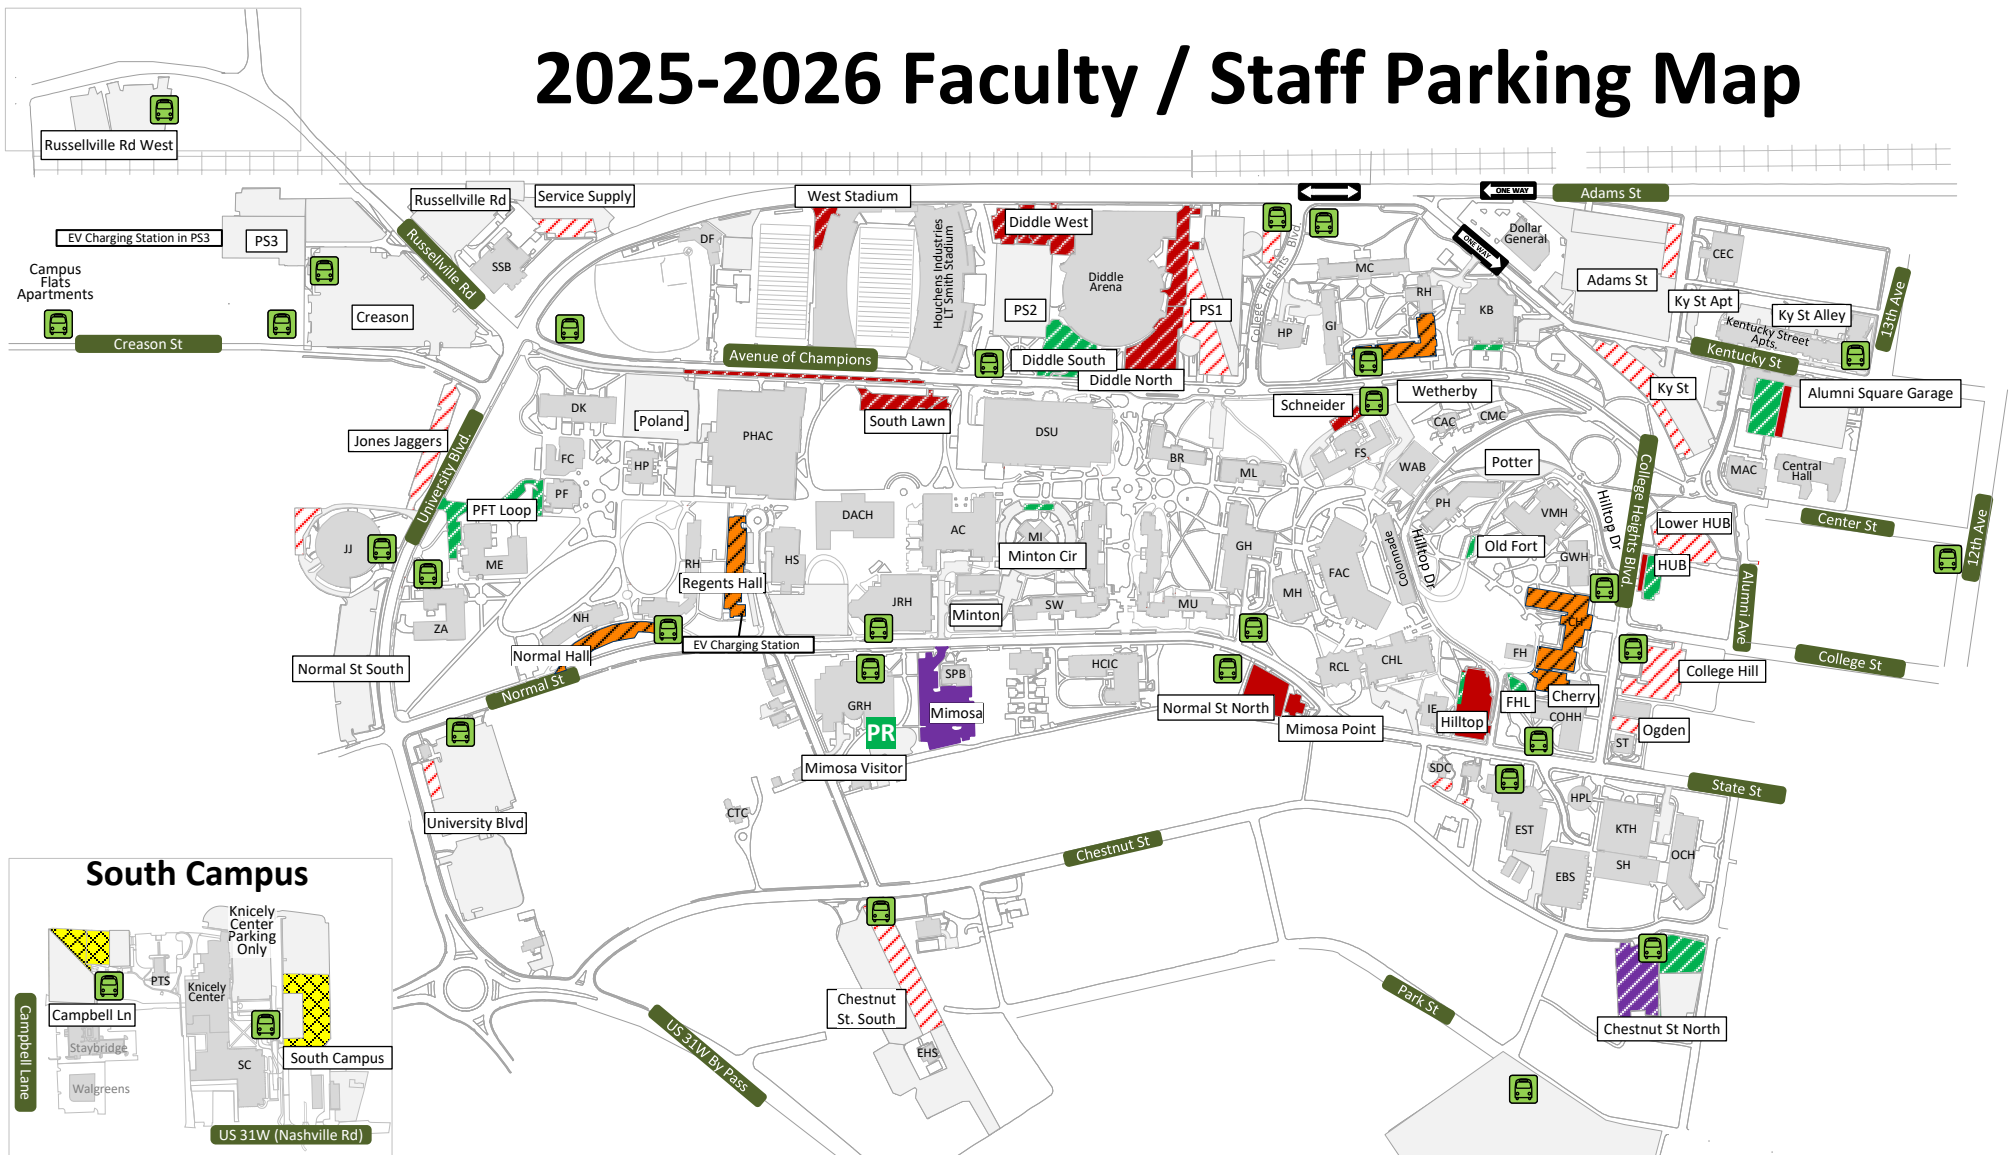 2025-2026 Faculty / Staff Parking Map
Russellville Rd West
Adams St
ONE WAY
Russellville Rd
Service Supply
West Stadium
Diddle West
EV Charging Station in PS3
PS3
Russellville Rd
SSB
DF
Houchens Industries
LT Smith Stadium
Diddle
Arena
College Heights Blvd.
ONE WAY
Dollar
General
CEC
MC
RH
KB
Adams St
Campus
Flats
Apartments
Creason
PS2
PS1
HP
GI
Ky St Apt
Ky St Alley
Kentucky Street
Apts.
13th Ave
Creason St
Avenue of Champions
Diddle South
Diddle North
Kentucky St
Wetherby
Ky St
Alumni Square Garage
Schneider
DK
Poland
PHAC
South Lawn
DSU
CAC
CMC
Jones Jaggers
University Blvd.
FC
HP
PF
BR
ML
FS
WAB
Potter
College Heights Blvd
MAC
Central
Hall
PFT Loop
DACH
AC
MI
Minton Cir
PH
VMH
Hilltop Dr
Lower HUB
Center St
12th Ave
JJ
ME
RH
Regents Hall
HS
GH
FAC
Colonnade
Hilltop Dr
Old Fort
GWH
HUB
Alumni Ave
ZA
NH
JRH
Minton
SW
MU
MH
CH
EV Charging Station
Normal St South
Normal Hall
Normal St
GRH
SPB
Mimosa
PR
HCIC
RCL
CHL
FH
College St
College Hill
Normal St North
Mimosa Point
IE
Hilltop
FHL
Cherry
COHH
Ogden
ST
Mimosa Visitor
SDC
State St
University Blvd
CTC
HPL
EST
KTH
SH
OCH
EBS
Chestnut St
South Campus
Knicely
Center
Parking
Only
PTS
Knicely
Center
Campbell Ln
Campbell Lane
Staybridge
Walgreens
SC
South Campus
US 31W (Nashville Rd)
US 31W By Pass
Chestnut
St. South
EHS
Park St
Chestnut St North